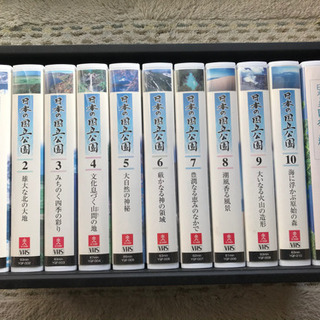 日本の国立公園
2
雄大な北の大地
VHS
日本の国立公園
3
みちのく四季の彩り
VHS
日本の国立公園
4
文化息づく山間の地
VHS
日本の国立公園
5
大自然の神秘
VHS
日本の国立公園
6
厳かなる神の領域
VHS
日本の国立公園
7
豊潤なる恵みのなかで
VHS
日本の国立公園
8
潮風香る風景
VHS
日本の国立公園
9
大いなる火山の造形
VHS
日本の国立公園
10
海に浮かぶ原始の森
VHS